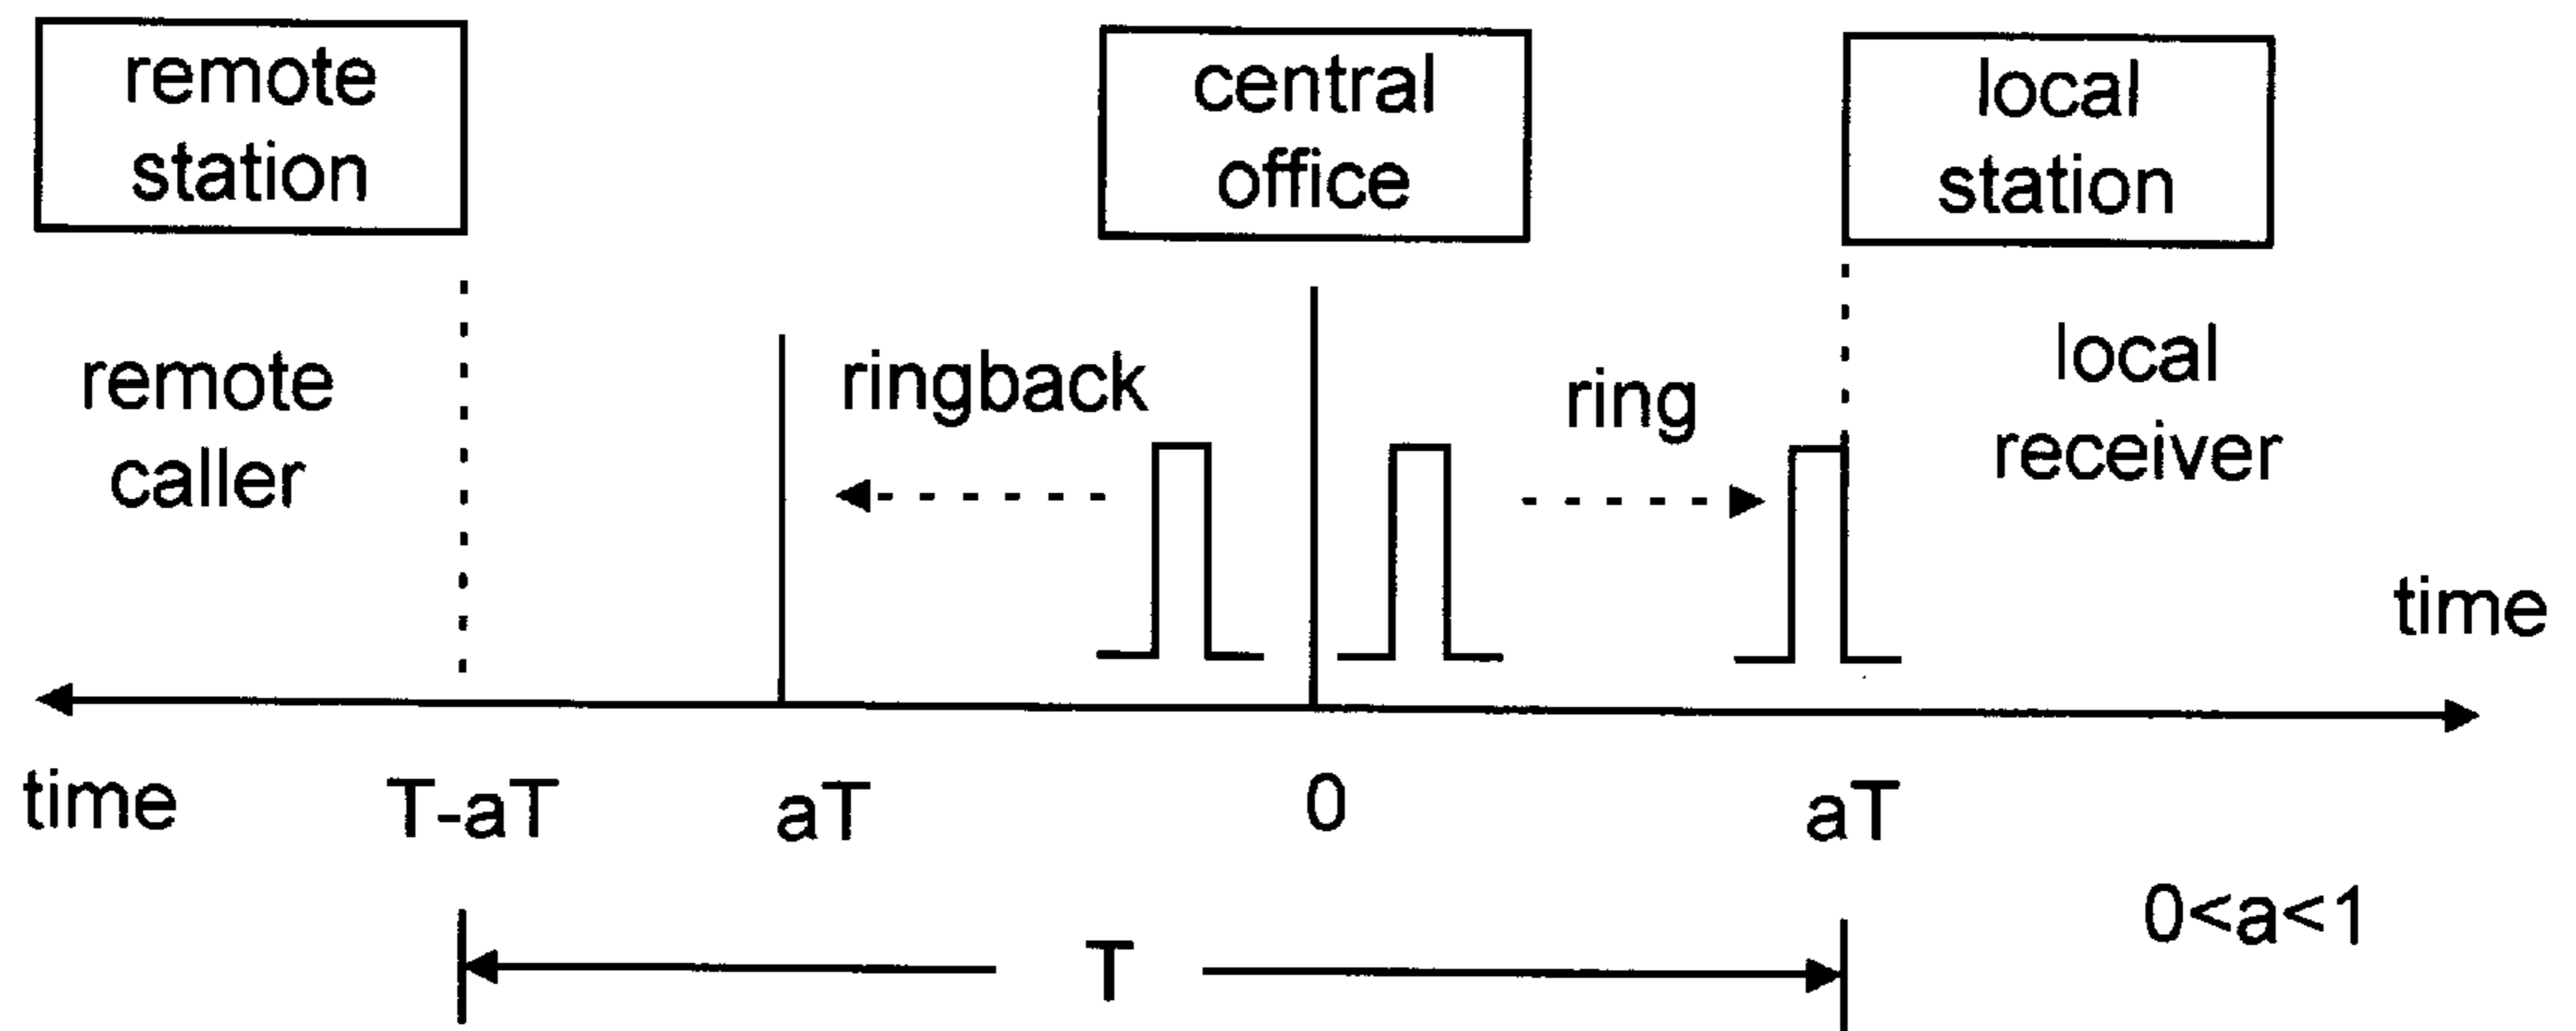 remote
station
central
office
local
station
remote
caller
ringback
ring
local
receiver
time
time
T-aT
aT
0
aT
0<a<1
T